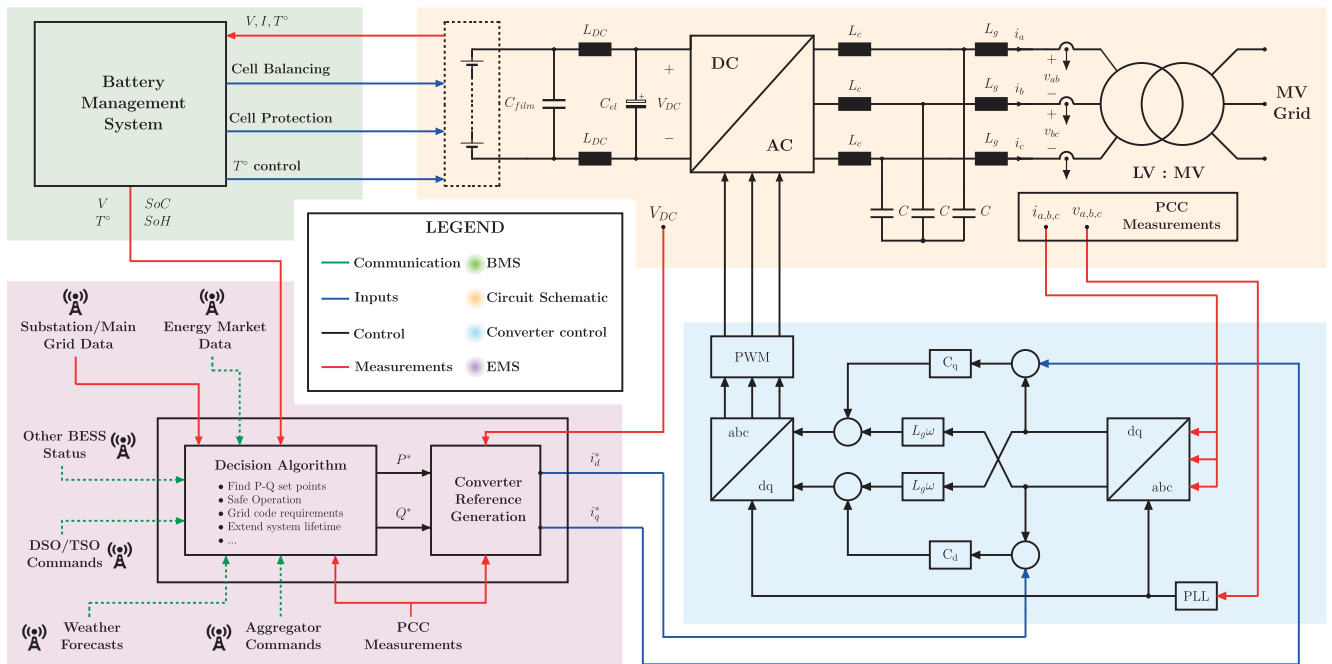 V, I, T°
Battery
Management
System
Cell Balancing
Cell Protection
T° control
V SoC
T° SoH
L_DC
C_film
C_el
+
+
V_DC
−
L_DC
DC
AC
L_c
L_c
L_c
C
C
C
L_g
L_g
L_g
i_a
i_b
i_c
+
v_ab
−
+
v_bc
−
MV
Grid
LV : MV
i_a,b,c v_a,b,c
PCC
Measurements
V_DC
LEGEND
Communication
BMS
Inputs
Circuit Schematic
Control
Converter control
Measurements
EMS
Substation/Main
Grid Data
Energy Market
Data
Other BESS
Status
DSO/TSO
Commands
Weather
Forecasts
Aggregator
Commands
PCC
Measurements
Decision Algorithm
● Find P-Q set points
● Safe Operation
● Grid code requirements
● Extend system lifetime
● ...
P*
Q*
Converter
Reference
Generation
i_d*
i_q*
PWM
abc
dq
C_q
L_gω
L_gω
C_d
dq
abc
PLL